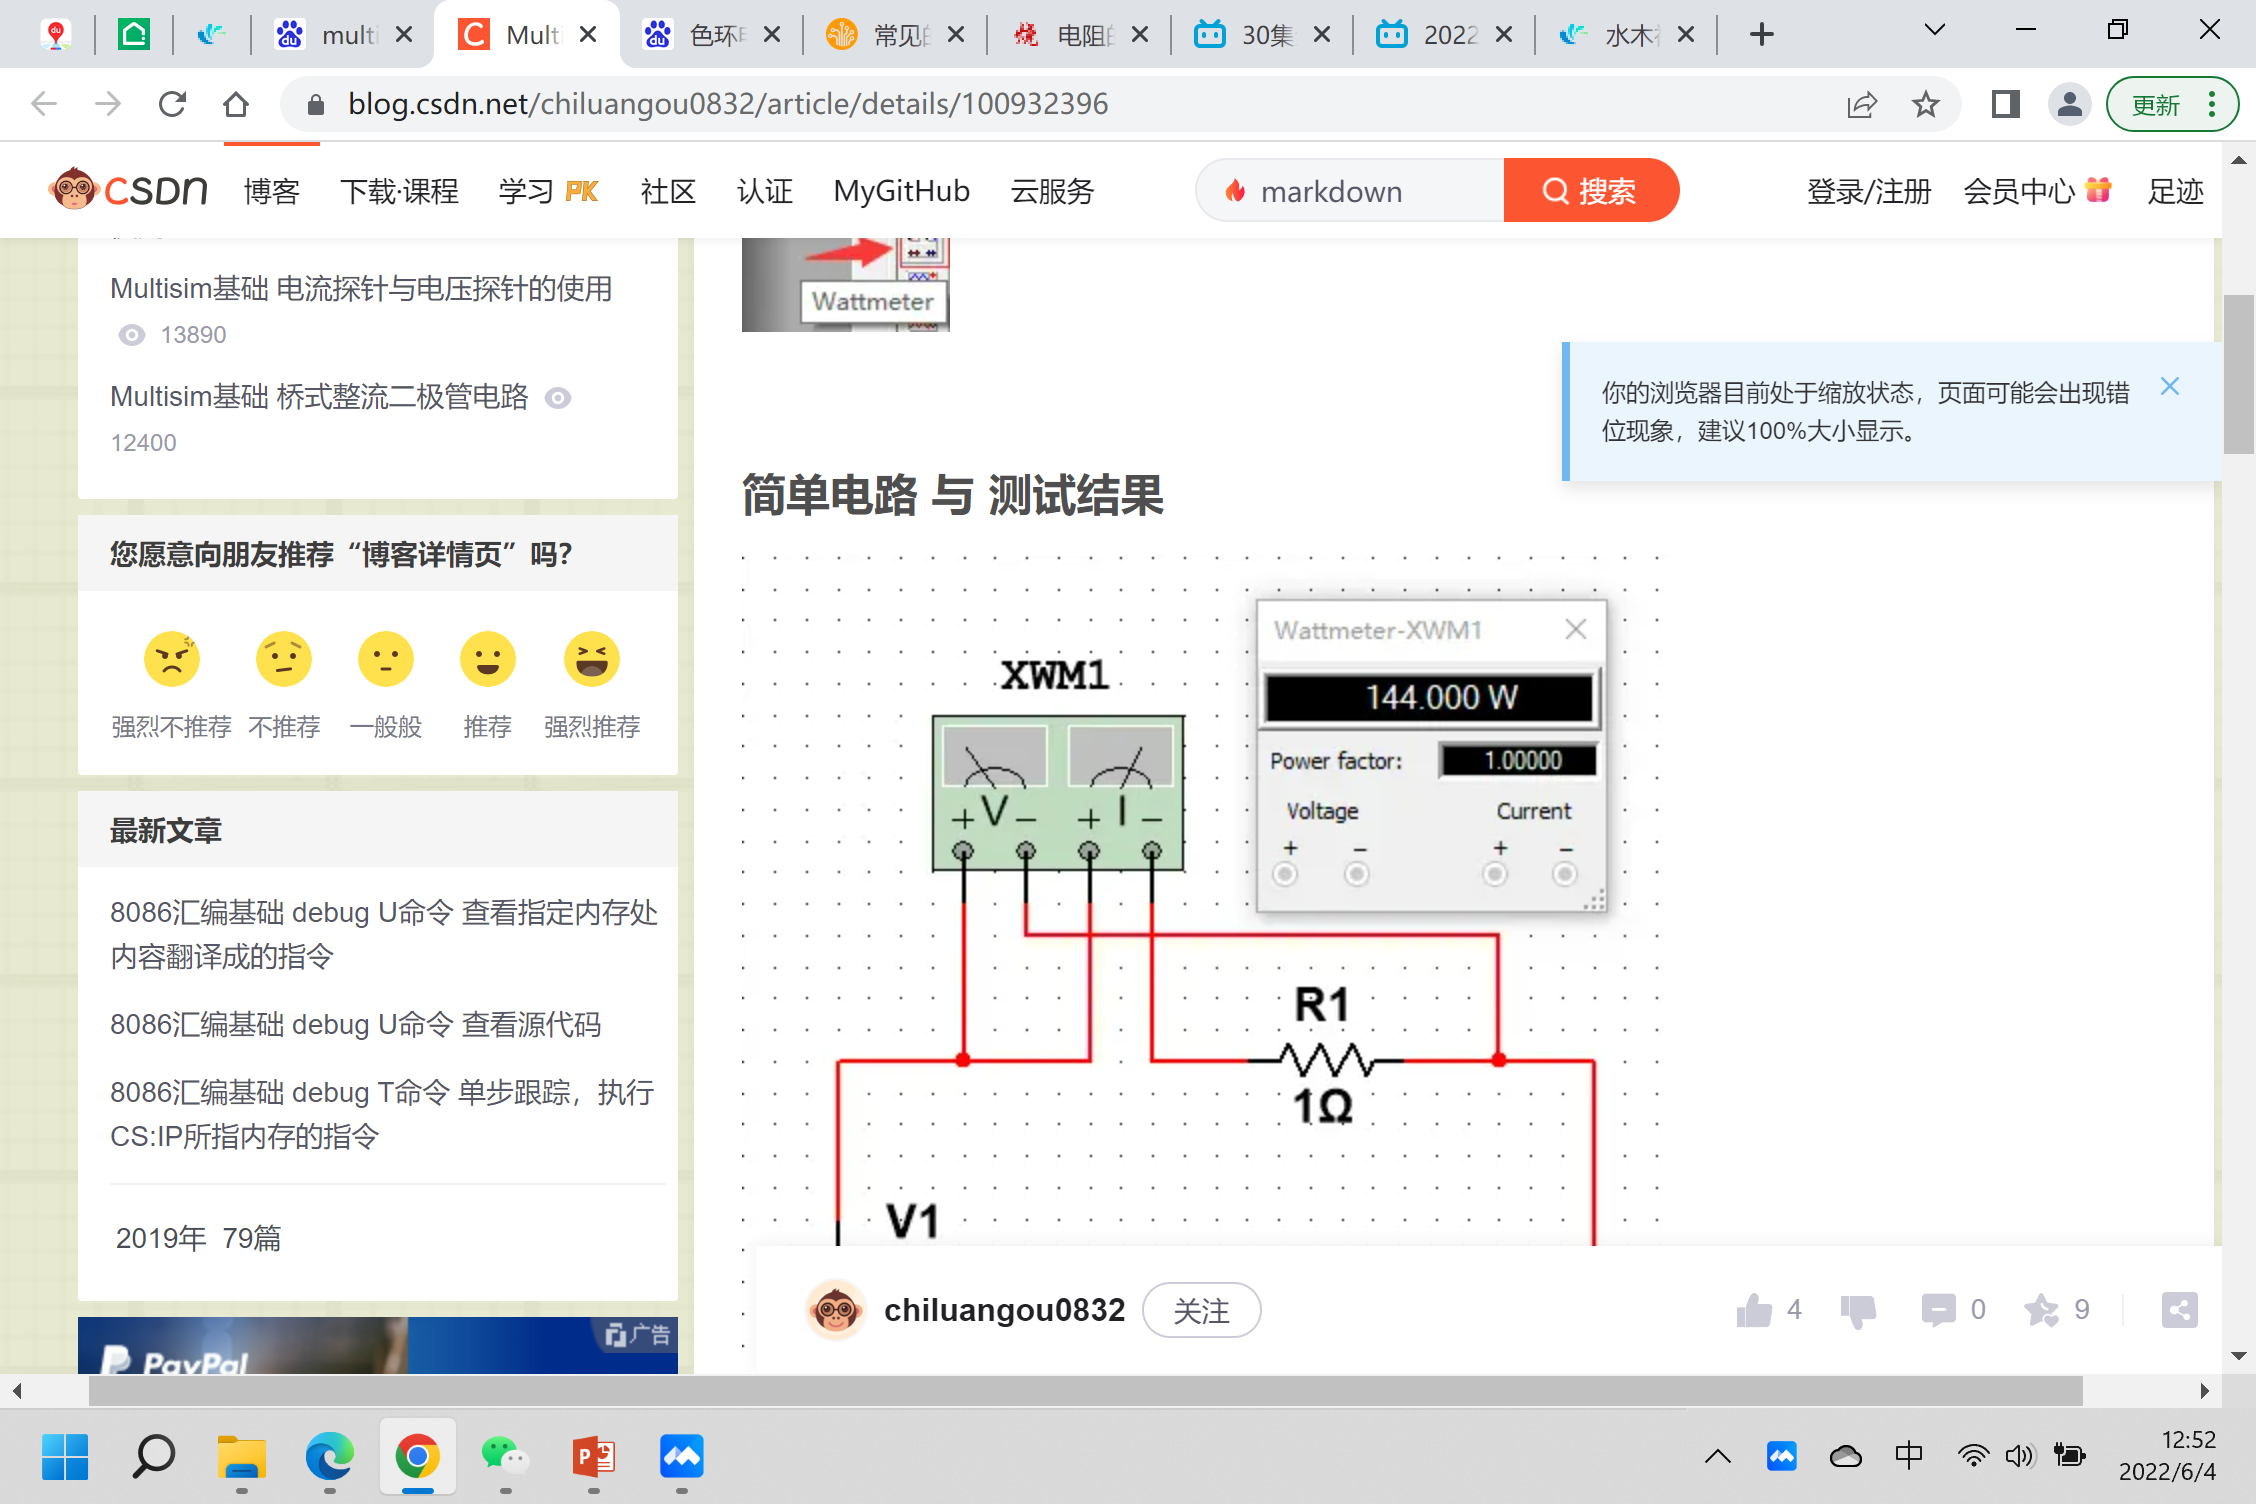 multi
Multi
色环电
常见的
电阻的
30集
2022
水木社
blog.csdn.net/chiluangou0832/article/details/100932396
更新
CSDN 博客 下载·课程 学习 PK 社区 认证 MyGitHub 云服务 markdown 搜索 登录/注册 会员中心 足迹
Multisim基础 电流探针与电压探针的使用
13890
Multisim基础 桥式整流二极管电路
12400
您愿意向朋友推荐“博客详情页”吗？
强烈不推荐 不推荐 一般般 推荐 强烈推荐
最新文章
8086汇编基础 debug U命令 查看指定内存处
内容翻译成的指令
8086汇编基础 debug U命令 查看源代码
8086汇编基础 debug T命令 单步跟踪，执行
CS:IP所指内存的指令
2019年 79篇
PayPal
广告
Wattmeter
你的浏览器目前处于缩放状态，页面可能会出现错
位现象，建议100%大小显示。
简单电路 与 测试结果
XWM1
+ V − + I −
Wattmeter-XWM1
144.000 W
Power factor: 1.00000
Voltage Current
+ − + −
R1
1Ω
V1
chiluangou0832 关注
4 0 9
中
12:52
2022/6/4